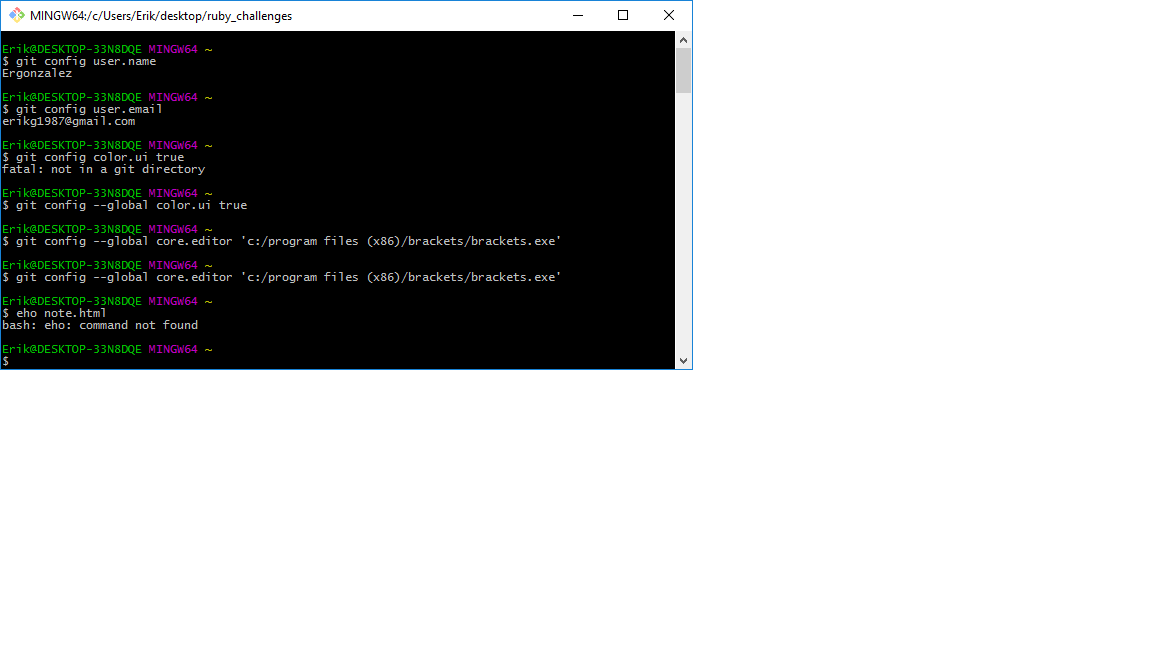 MINGW64:/c/Users/Erik/desktop/ruby_challenges
Erik@DESKTOP-33N8DQE MINGW64 ~
$ git config user.name
Ergonzalez
Erik@DESKTOP-33N8DQE MINGW64 ~
$ git config user.email
erikg1987@gmail.com
Erik@DESKTOP-33N8DQE MINGW64 ~
$ git config color.ui true
fatal: not in a git directory
Erik@DESKTOP-33N8DQE MINGW64 ~
$ git config --global color.ui true
Erik@DESKTOP-33N8DQE MINGW64 ~
$ git config --global core.editor 'c:/program files (x86)/brackets/brackets.exe'
Erik@DESKTOP-33N8DQE MINGW64 ~
$ git config --global core.editor 'c:/program files (x86)/brackets/brackets.exe'
Erik@DESKTOP-33N8DQE MINGW64 ~
$ eho note.html
bash: eho: command not found
Erik@DESKTOP-33N8DQE MINGW64 ~
$